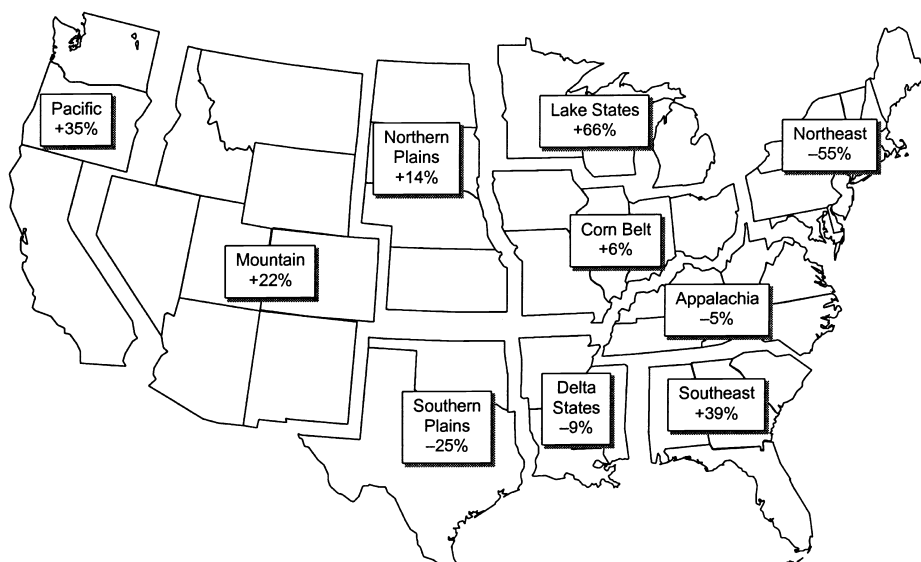 Pacific
+35%
Northern
Plains
+14%
Lake States
+66%
Northeast
–55%
Mountain
+22%
Corn Belt
+6%
Appalachia
–5%
Southern
Plains
–25%
Delta
States
–9%
Southeast
+39%